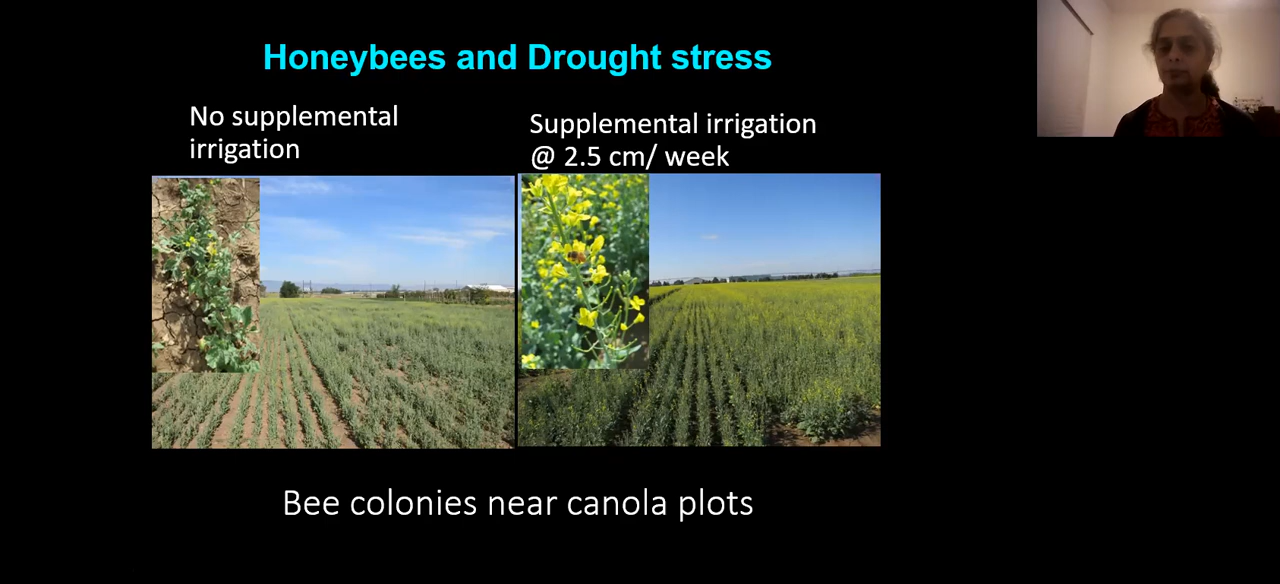 Honeybees and Drought stress
No supplemental
irrigation
Supplemental irrigation
@ 2.5 cm/ week
Bee colonies near canola plots